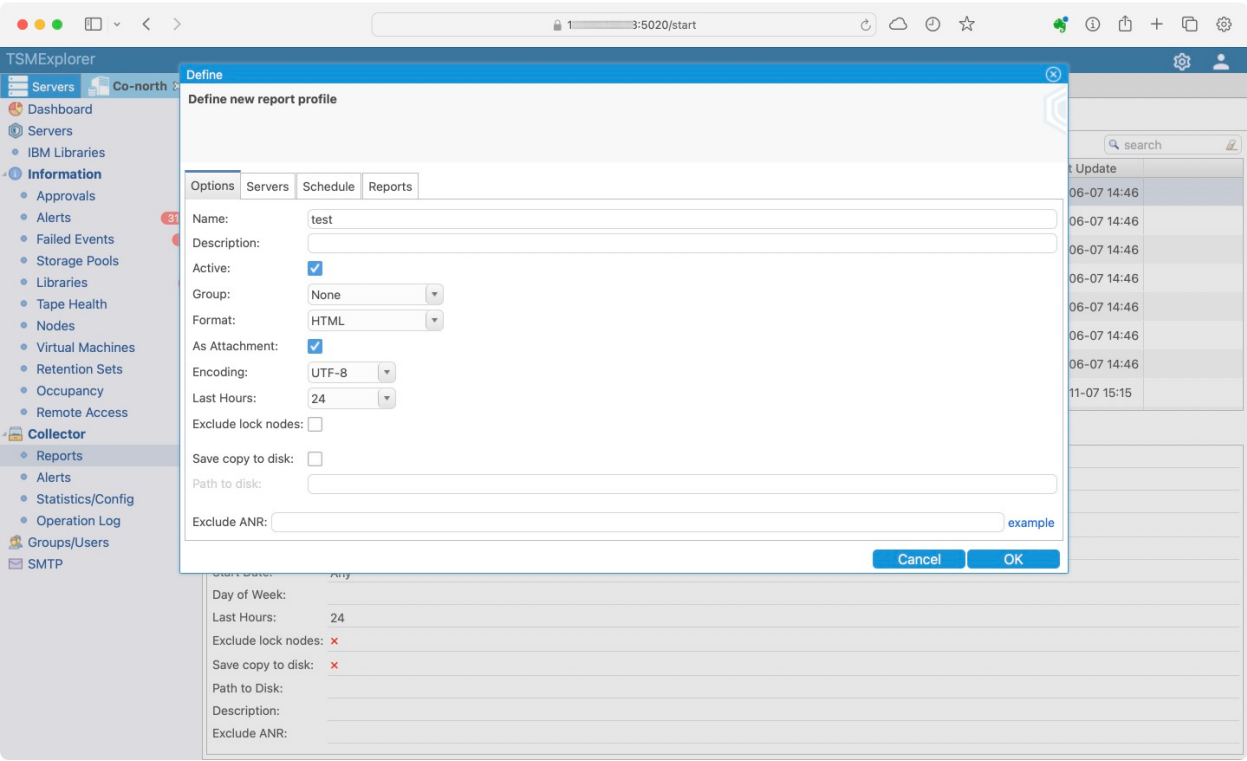 :5020/start
TSMExplorer
Servers
Co-north
Define
Define new report profile
Dashboard
Servers
IBM Libraries
Information
Approvals
Alerts
31
Failed Events
Storage Pools
Libraries
Tape Health
Nodes
Virtual Machines
Retention Sets
Occupancy
Remote Access
Collector
Reports
Alerts
Statistics/Config
Operation Log
Groups/Users
SMTP
Options Servers Schedule Reports
Name: test
Description:
Active:
Group: None
Format: HTML
As Attachment:
Encoding: UTF-8
Last Hours: 24
Exclude lock nodes:
Save copy to disk:
Path to disk:
Exclude ANR: example
Cancel OK
search
Update
06-07 14:46
06-07 14:46
06-07 14:46
06-07 14:46
06-07 14:46
06-07 14:46
06-07 14:46
11-07 15:15
Start Date: Any
Day of Week:
Last Hours: 24
Exclude lock nodes:
Save copy to disk:
Path to Disk:
Description:
Exclude ANR: